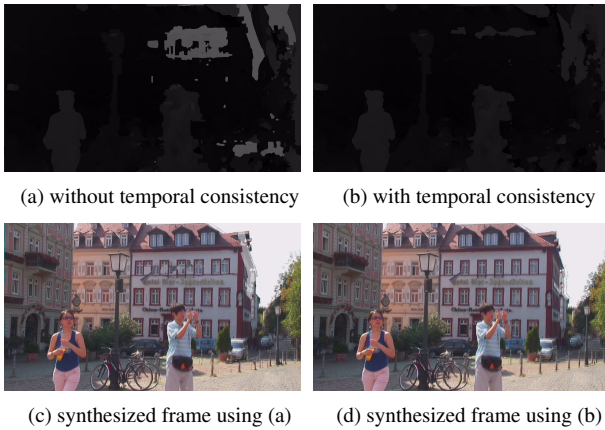 (a) without temporal consistency
(b) with temporal consistency
(c) synthesized frame using (a)
(d) synthesized frame using (b)